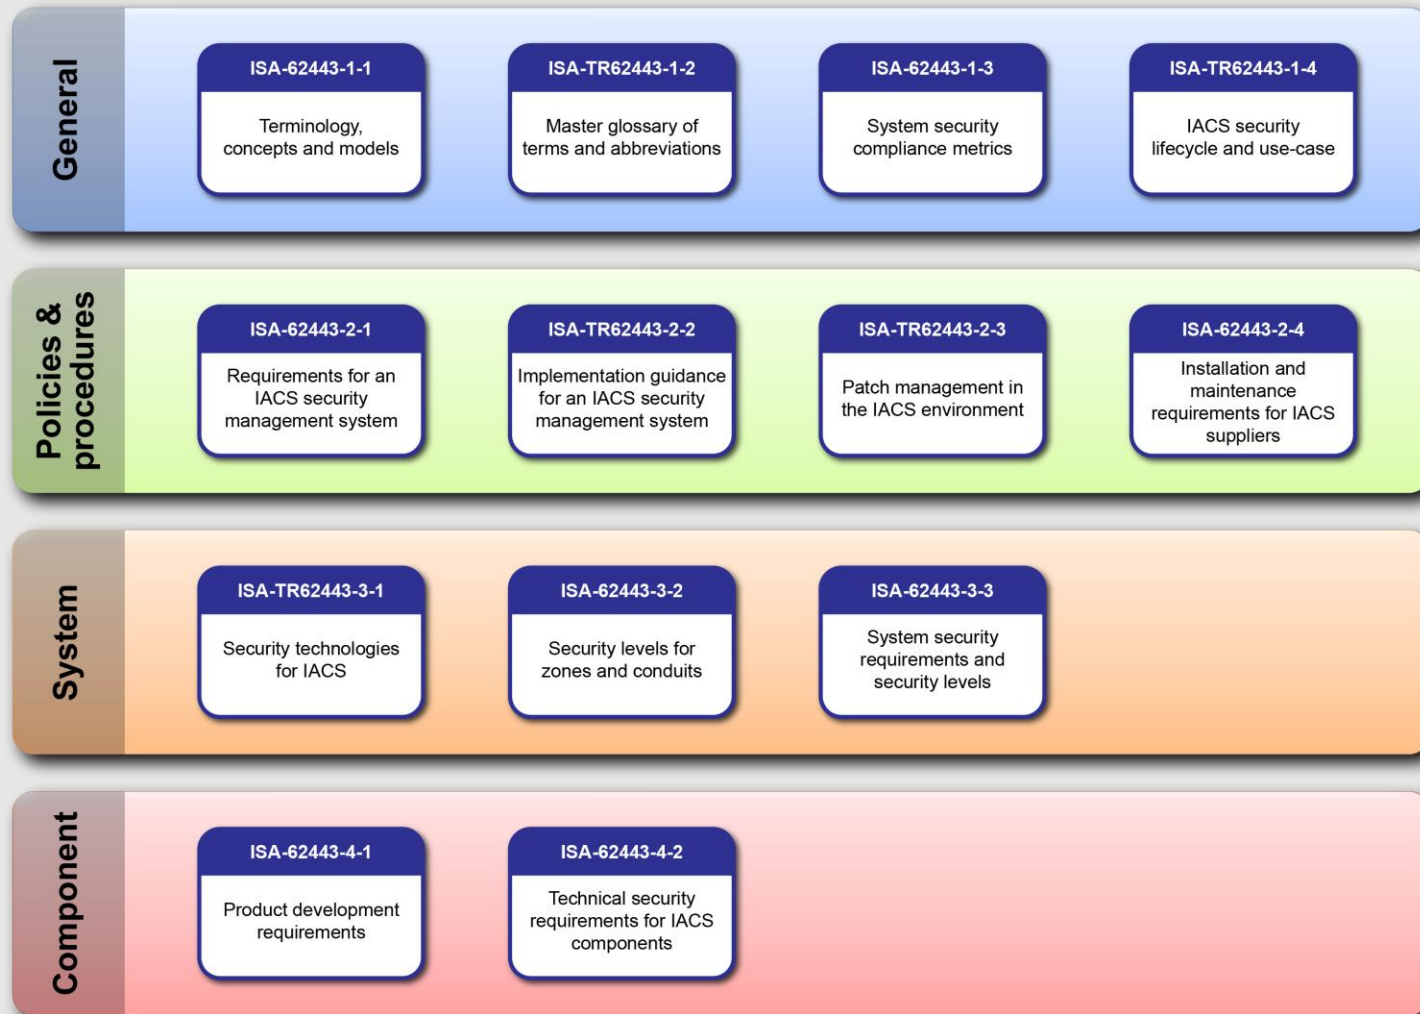 General
ISA-62443-1-1
Terminology,
concepts and models
ISA-TR62443-1-2
Master glossary of
terms and abbreviations
ISA-62443-1-3
System security
compliance metrics
ISA-TR62443-1-4
IACS security
lifecycle and use-case
Policies &
procedures
ISA-62443-2-1
Requirements for an
IACS security
management system
ISA-TR62443-2-2
Implementation guidance
for an IACS security
management system
ISA-TR62443-2-3
Patch management in
the IACS environment
ISA-62443-2-4
Installation and
maintenance
requirements for IACS
suppliers
System
ISA-TR62443-3-1
Security technologies
for IACS
ISA-62443-3-2
Security levels for
zones and conduits
ISA-62443-3-3
System security
requirements and
security levels
Component
ISA-62443-4-1
Product development
requirements
ISA-62443-4-2
Technical security
requirements for IACS
components